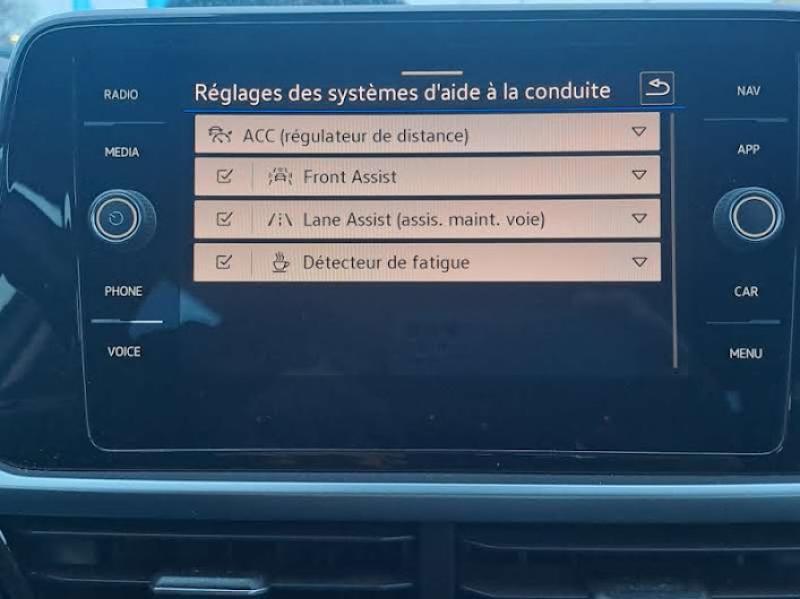 Réglages des systèmes d'aide à la conduite
ACC (régulateur de distance)
Front Assist
Lane Assist (assis. maint. voie)
Détecteur de fatigue
RADIO
MEDIA
PHONE
VOICE
NAV
APP
CAR
MENU